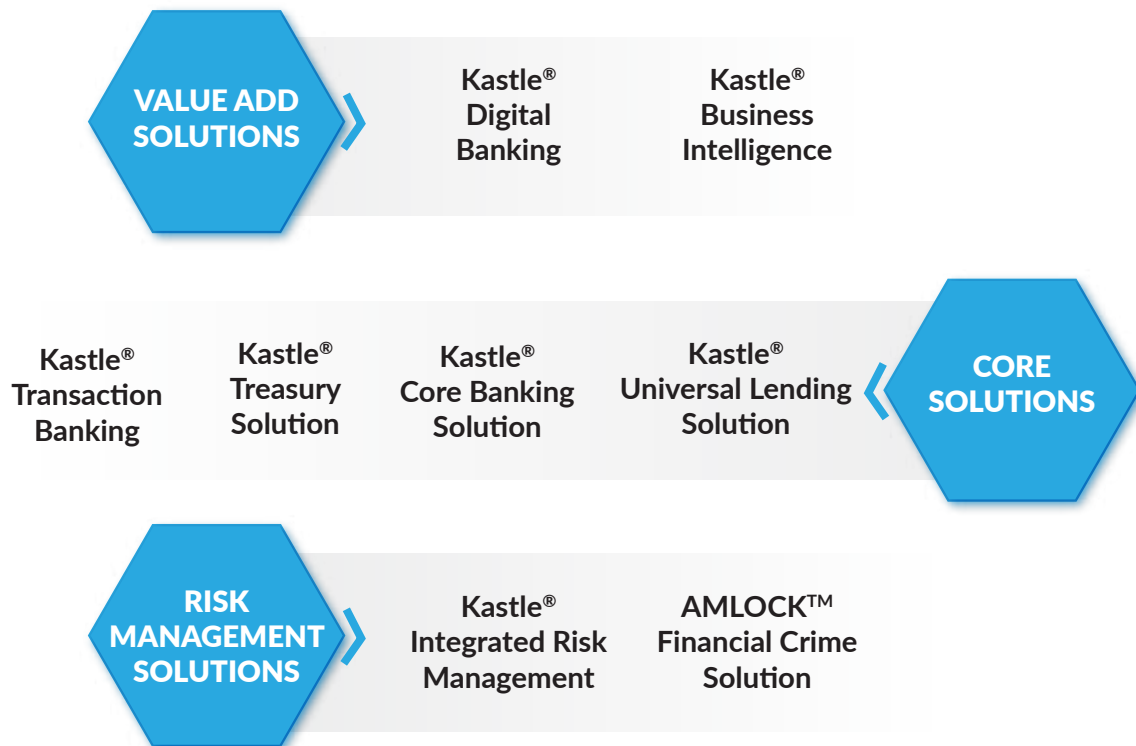 VALUE ADD
SOLUTIONS
Kastle®
Digital
Banking
Kastle®
Business
Intelligence
Kastle®
Transaction
Banking
Kastle®
Treasury
Solution
Kastle®
Core Banking
Solution
Kastle®
Universal Lending
Solution
CORE
SOLUTIONS
RISK
MANAGEMENT
SOLUTIONS
Kastle®
Integrated Risk
Management
AMLOCK™
Financial Crime
Solution